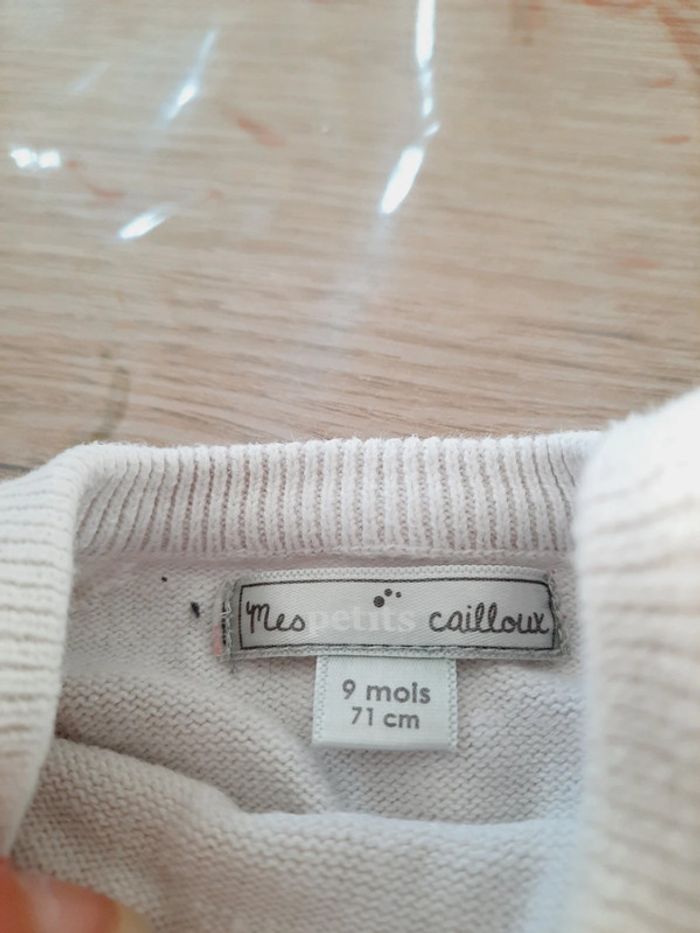 Mes petits cailloux
9 mois
71 cm